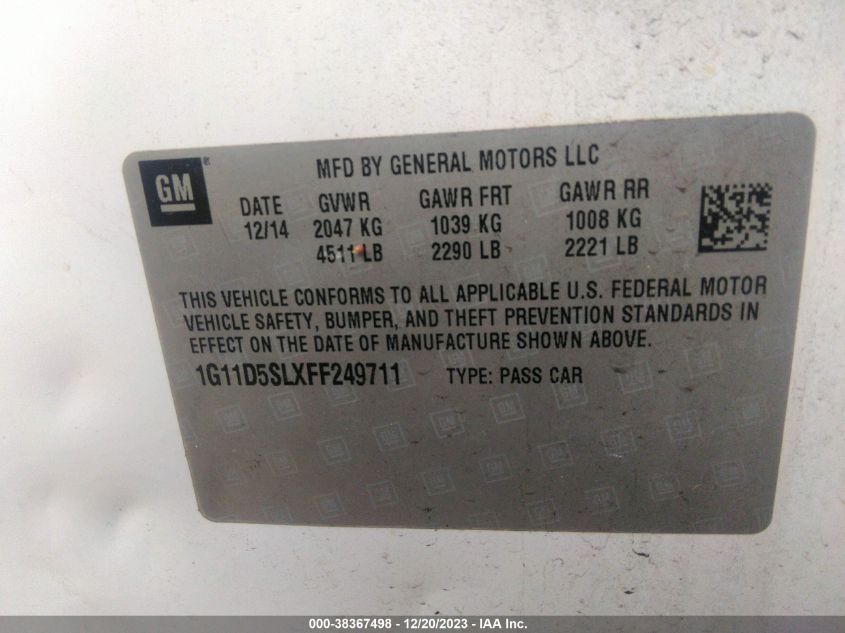 MFD BY GENERAL MOTORS LLC
GM ®
DATE GVWR GAWR FRT GAWR RR
12/14 2047 KG 1039 KG 1008 KG
4511 LB 2290 LB 2221 LB
THIS VEHICLE CONFORMS TO ALL APPLICABLE U.S. FEDERAL MOTOR
VEHICLE SAFETY, BUMPER, AND THEFT PREVENTION STANDARDS IN
EFFECT ON THE DATE OF MANUFACTURE SHOWN ABOVE.
1G11D5SLXFF249711 TYPE: PASS CAR
000-38367498 - 12/20/2023 - IAA Inc.